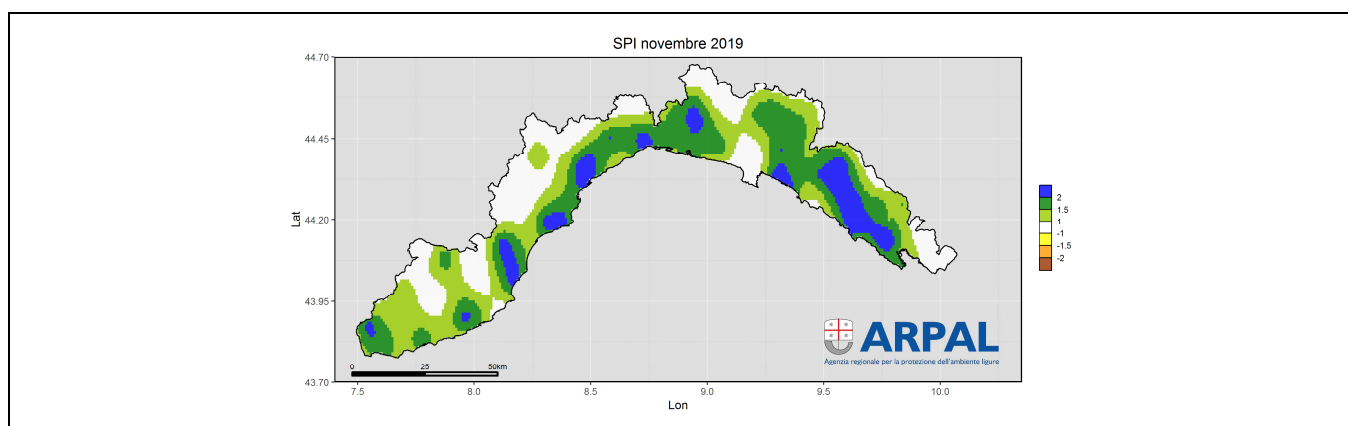 SPI novembre 2019
44.70
44.45
44.20
43.95
43.70
Lat
2
1.5
1
-1
-1.5
-2
ARPAL
Agenzia regionale per la protezione dell'ambiente ligure
0 25 50km
7.5 8.0 8.5 9.0 9.5 10.0
Lon